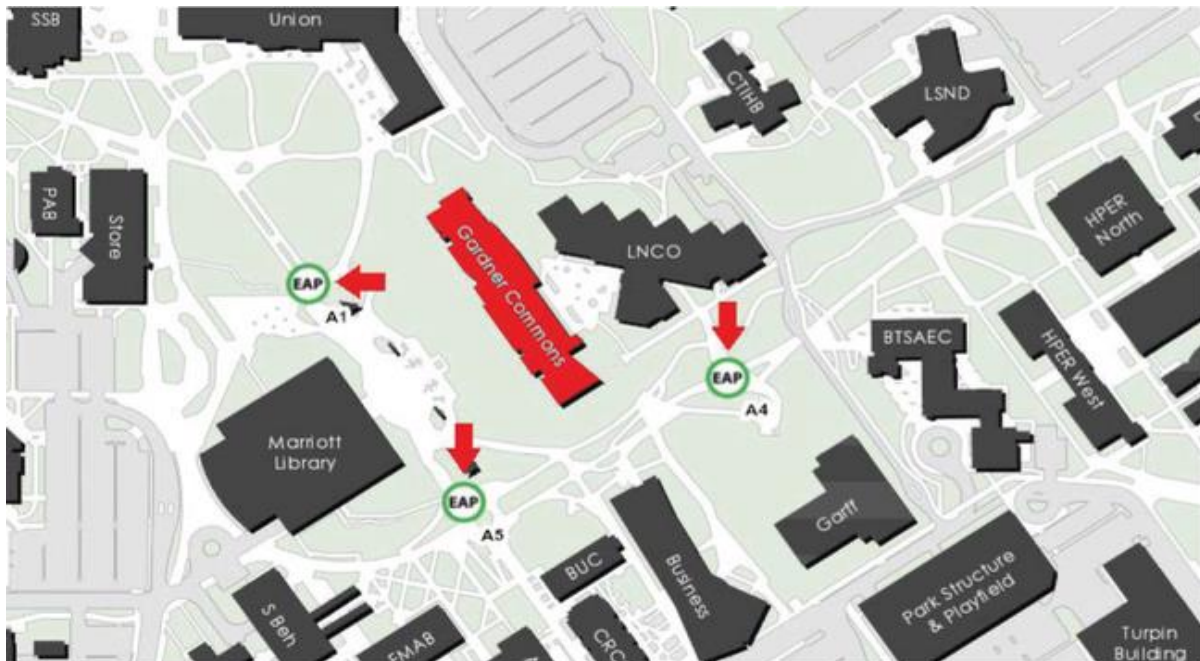 SSB
Union
CTIHB
LSND
PAB
Store
HPER
North
Gardner Commons
LNCO
EAP
A1
BTSAEC
HPER West
EAP
A4
Marriott
Library
EAP
A5
Garff
BUC
Business
S Beh
CRC
Park Structure
& Playfield
Turpin
Building